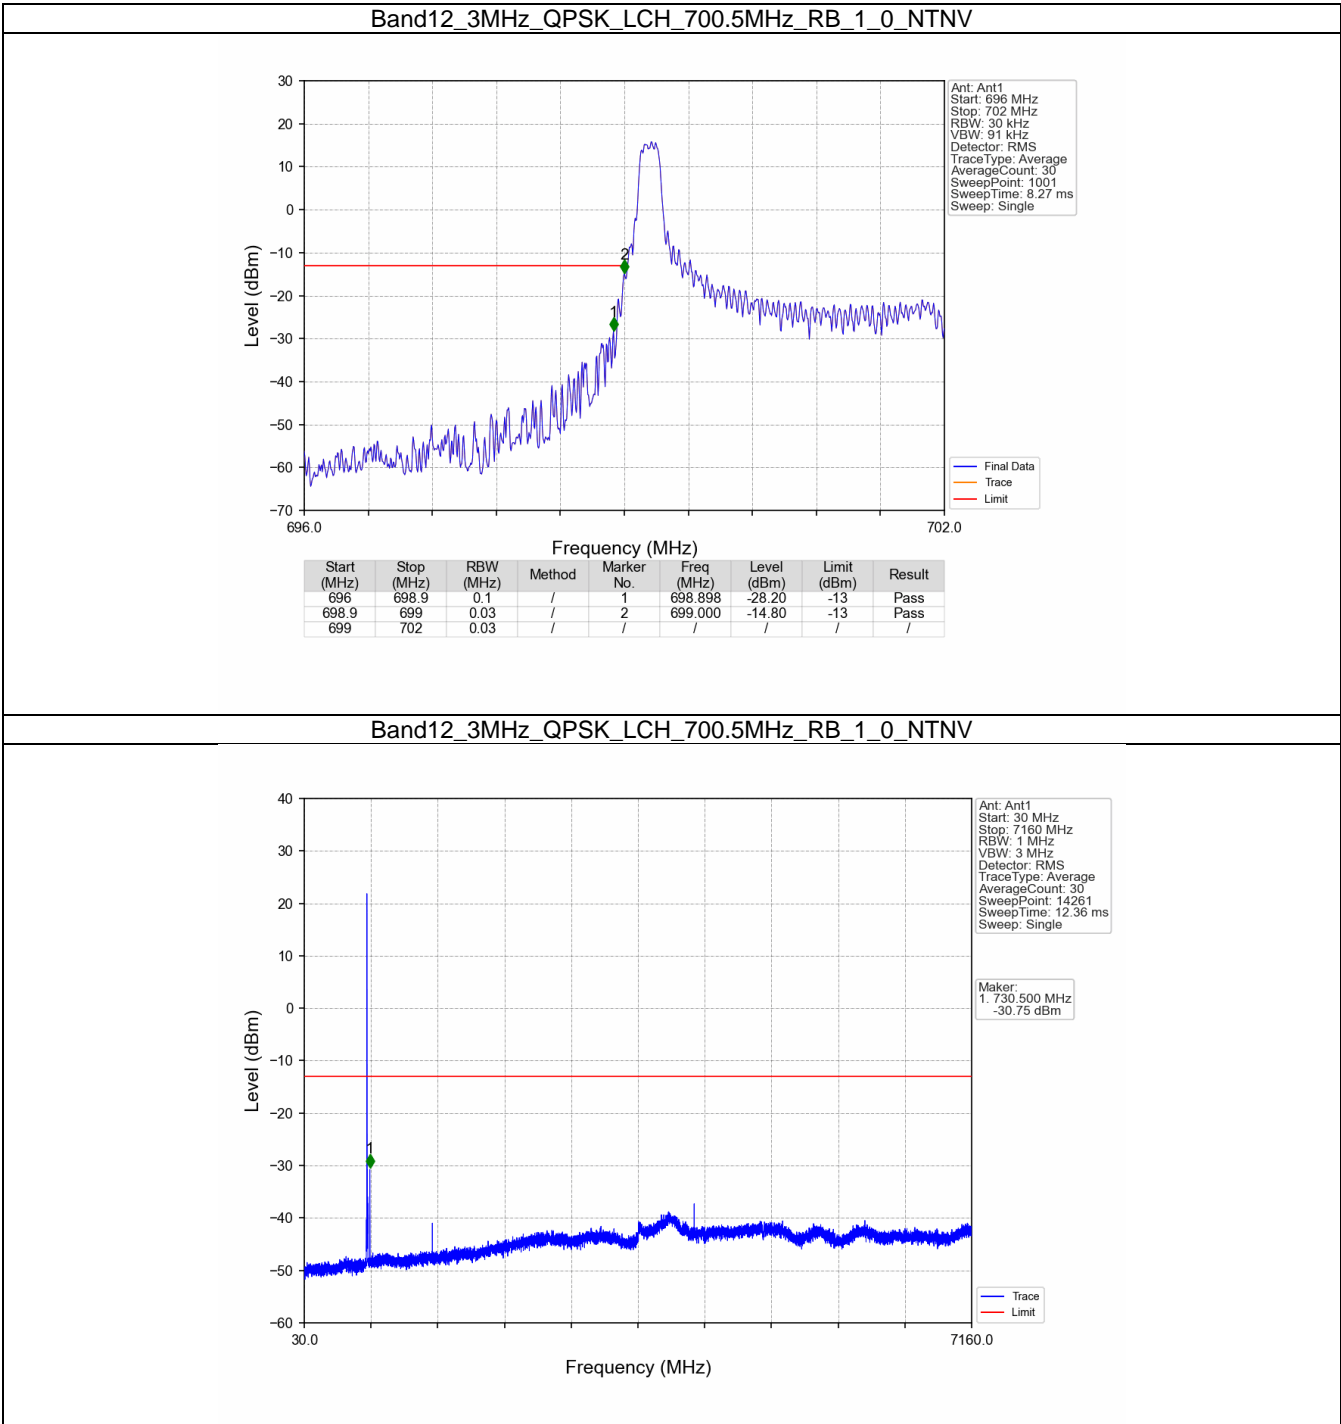 Band12_3MHz_QPSK_LCH_700.5MHz_RB_1_0_NTNV
30
20
10
0
−10
−20
−30
−40
−50
−60
−70
Level (dBm)
2
1
696.0
702.0
Frequency (MHz)
Ant: Ant1
Start: 696 MHz
Stop: 702 MHz
RBW: 30 kHz
VBW: 91 kHz
Detector: RMS
TraceType: Average
AverageCount: 30
SweepPoint: 1001
SweepTime: 8.27 ms
Sweep: Single
Final Data
Trace
Limit
Start (MHz) Stop (MHz) RBW (MHz) Method Marker No. Freq (MHz) Level (dBm) Limit (dBm) Result
696 698.9 0.1 / 1 698.898 -28.20 -13 Pass
698.9 699 0.03 / 2 699.000 -14.80 -13 Pass
699 702 0.03 / / / / / /
Band12_3MHz_QPSK_LCH_700.5MHz_RB_1_0_NTNV
40
30
20
10
0
−10
−20
−30
−40
−50
−60
Level (dBm)
1
30.0
7160.0
Frequency (MHz)
Ant: Ant1
Start: 30 MHz
Stop: 7160 MHz
RBW: 1 MHz
VBW: 3 MHz
Detector: RMS
TraceType: Average
AverageCount: 30
SweepPoint: 14261
SweepTime: 12.36 ms
Sweep: Single
Maker:
1. 730.500 MHz
-30.75 dBm
Trace
Limit